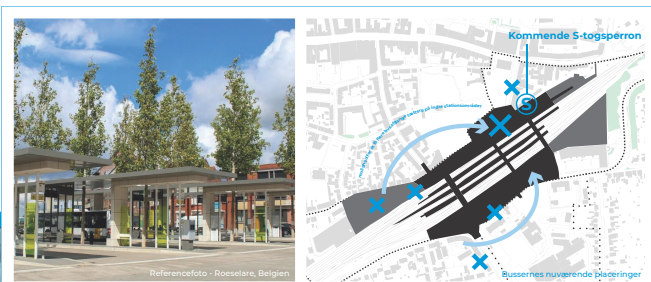 Kommende S-togsperron
S
Referencefoto - Roeselare, Belgien
Bussernes nuværende placeringer